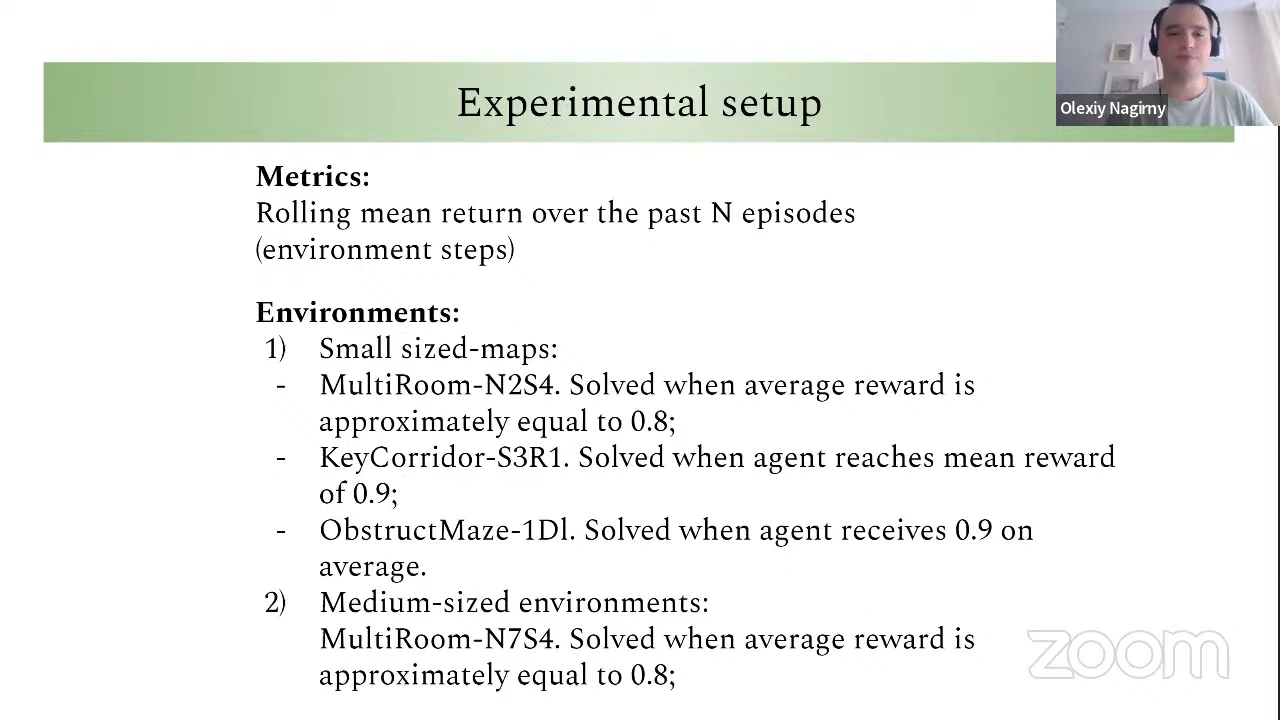 Experimental setup
Olexiy Nagirny
Metrics:
Rolling mean return over the past N episodes
(environment steps)
Environments:
1) Small sized-maps:
- MultiRoom-N2S4. Solved when average reward is
approximately equal to 0.8;
- KeyCorridor-S3R1. Solved when agent reaches mean reward
of 0.9;
- ObstructMaze-1Dl. Solved when agent receives 0.9 on
average.
2) Medium-sized environments:
MultiRoom-N7S4. Solved when average reward is
approximately equal to 0.8;
zoom